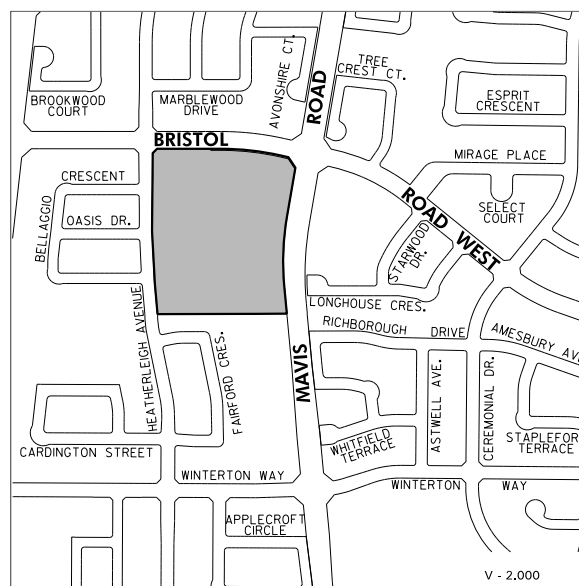 AVONSHIRE CT.
ROAD
TREE
CREST CT.
BROOKWOOD
COURT
MARBLEWOOD
DRIVE
ESPRIT
CRESCENT
BRISTOL
MIRAGE PLACE
CRESCENT
BELLAGGIO
OASIS DR.
ROAD WEST
SELECT
COURT
STARWOOD
DR.
HEATHERLEIGH AVENUE
LONGHOUSE CRES.
RICHBOROUGH DRIVE
AMESBURY AVE
FAIRFORD CRES.
MAVIS
ASTWELL AVE.
CEREMONIAL DR.
WHITFIELD
TERRACE
STAPLEFOR
TERRACE
CARDINGTON STREET
WINTERTON WAY
WINTERTON WAY
APPLECROFT
CIRCLE
V - 2.000